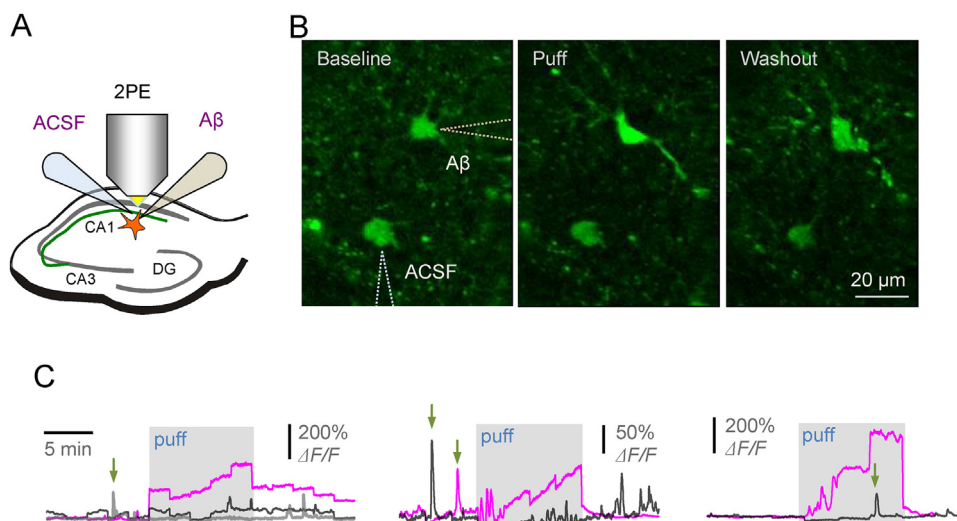 A
2PE
ACSF
Aβ
CA1
CA3
DG
B
Baseline
Puff
Washout
Aβ
ACSF
20 μm
C
5 min
puff
200%
ΔF/F
puff
50%
ΔF/F
200%
ΔF/F
puff